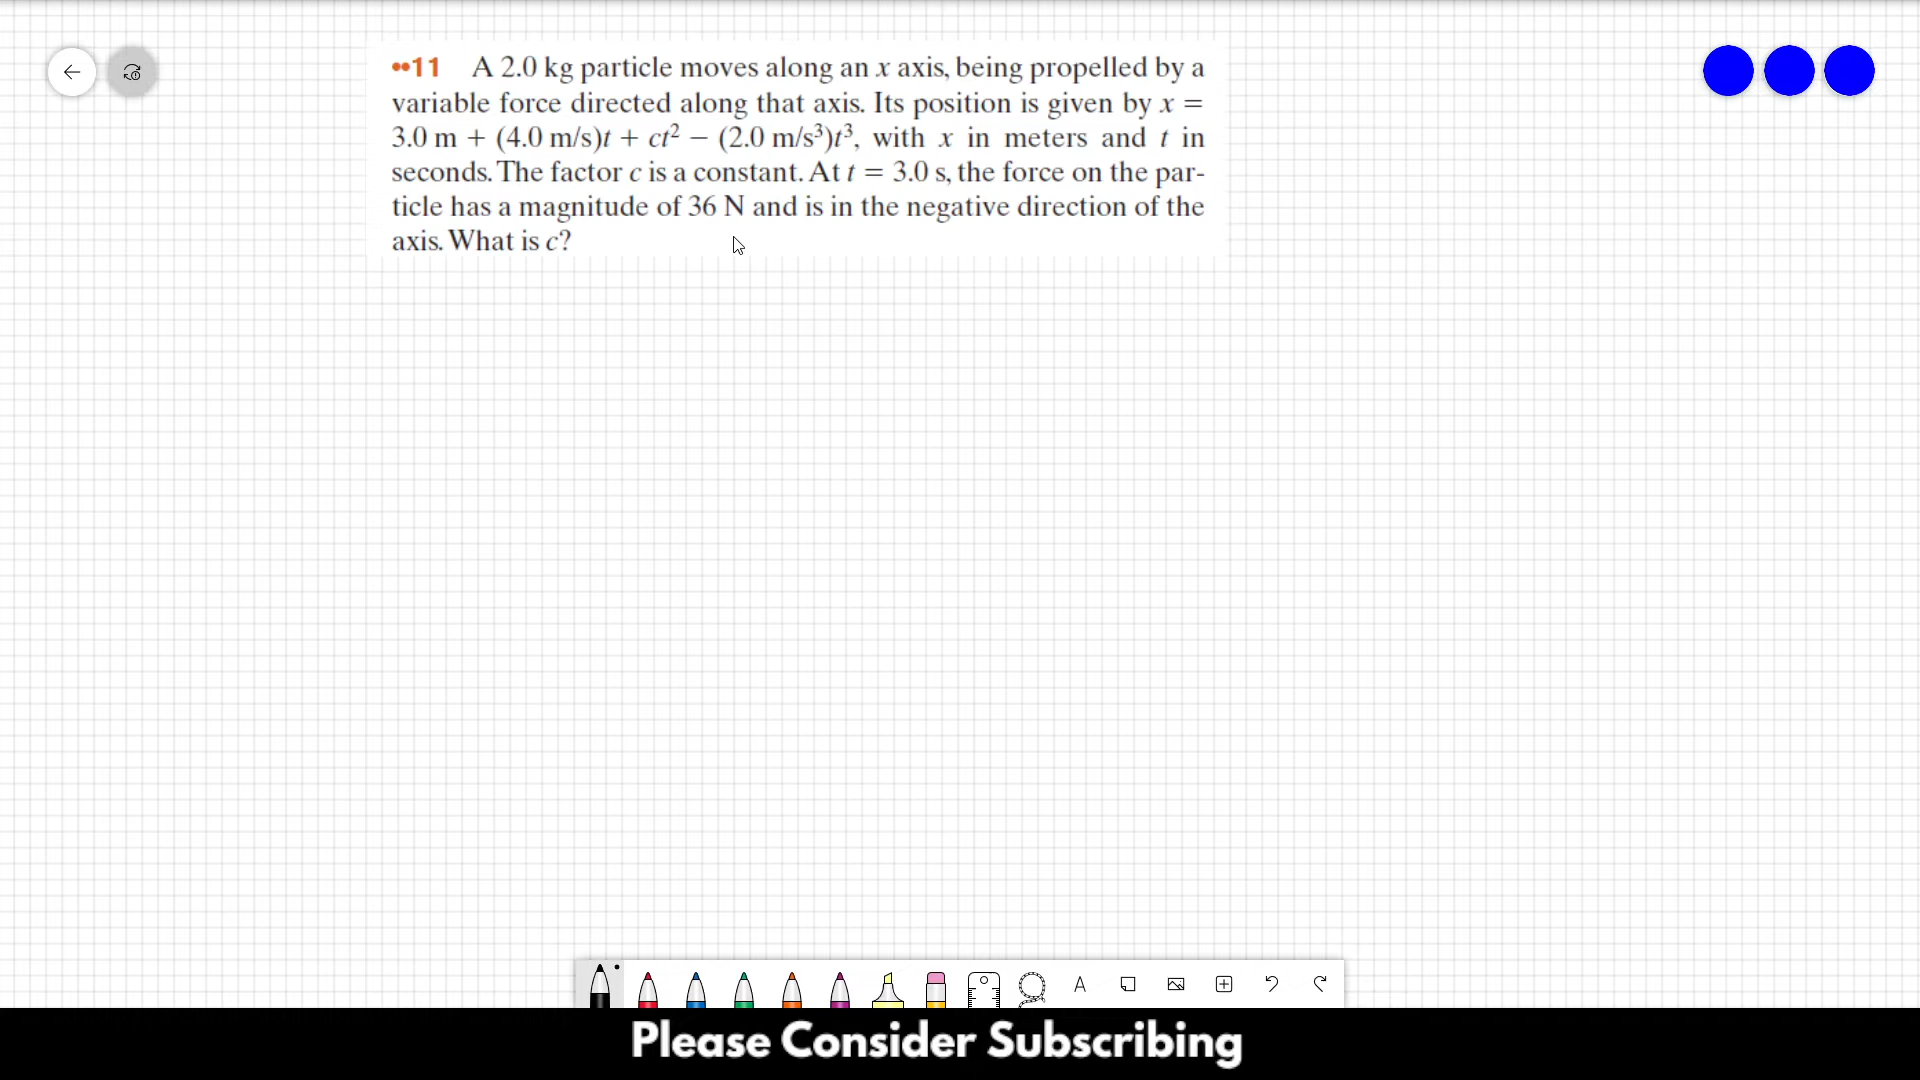 ••11 A 2.0 kg particle moves along an x axis, being propelled by a
variable force directed along that axis. Its position is given by x =
3.0 m + (4.0 m/s)t + ct² − (2.0 m/s³)t³, with x in meters and t in
seconds. The factor c is a constant. At t = 3.0 s, the force on the par-
ticle has a magnitude of 36 N and is in the negative direction of the
axis. What is c?
A
Please Consider Subscribing